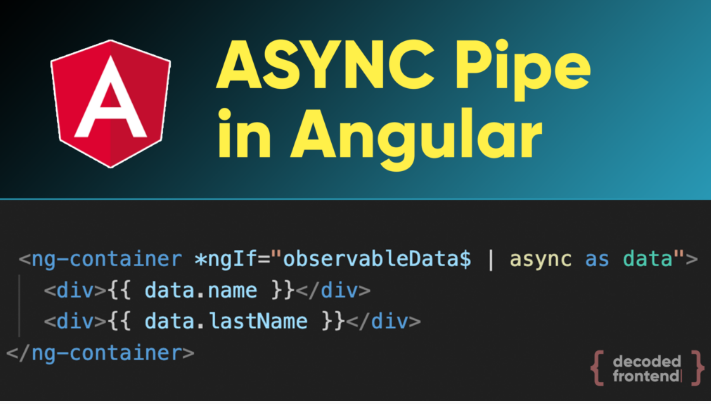 A
ASYNC Pipe
in Angular
<ng-container *ngIf="observableData$ | async as data">
<div>{{ data.name }}</div>
<div>{{ data.lastName }}</div>
</ng-container>
{ decoded
frontend }